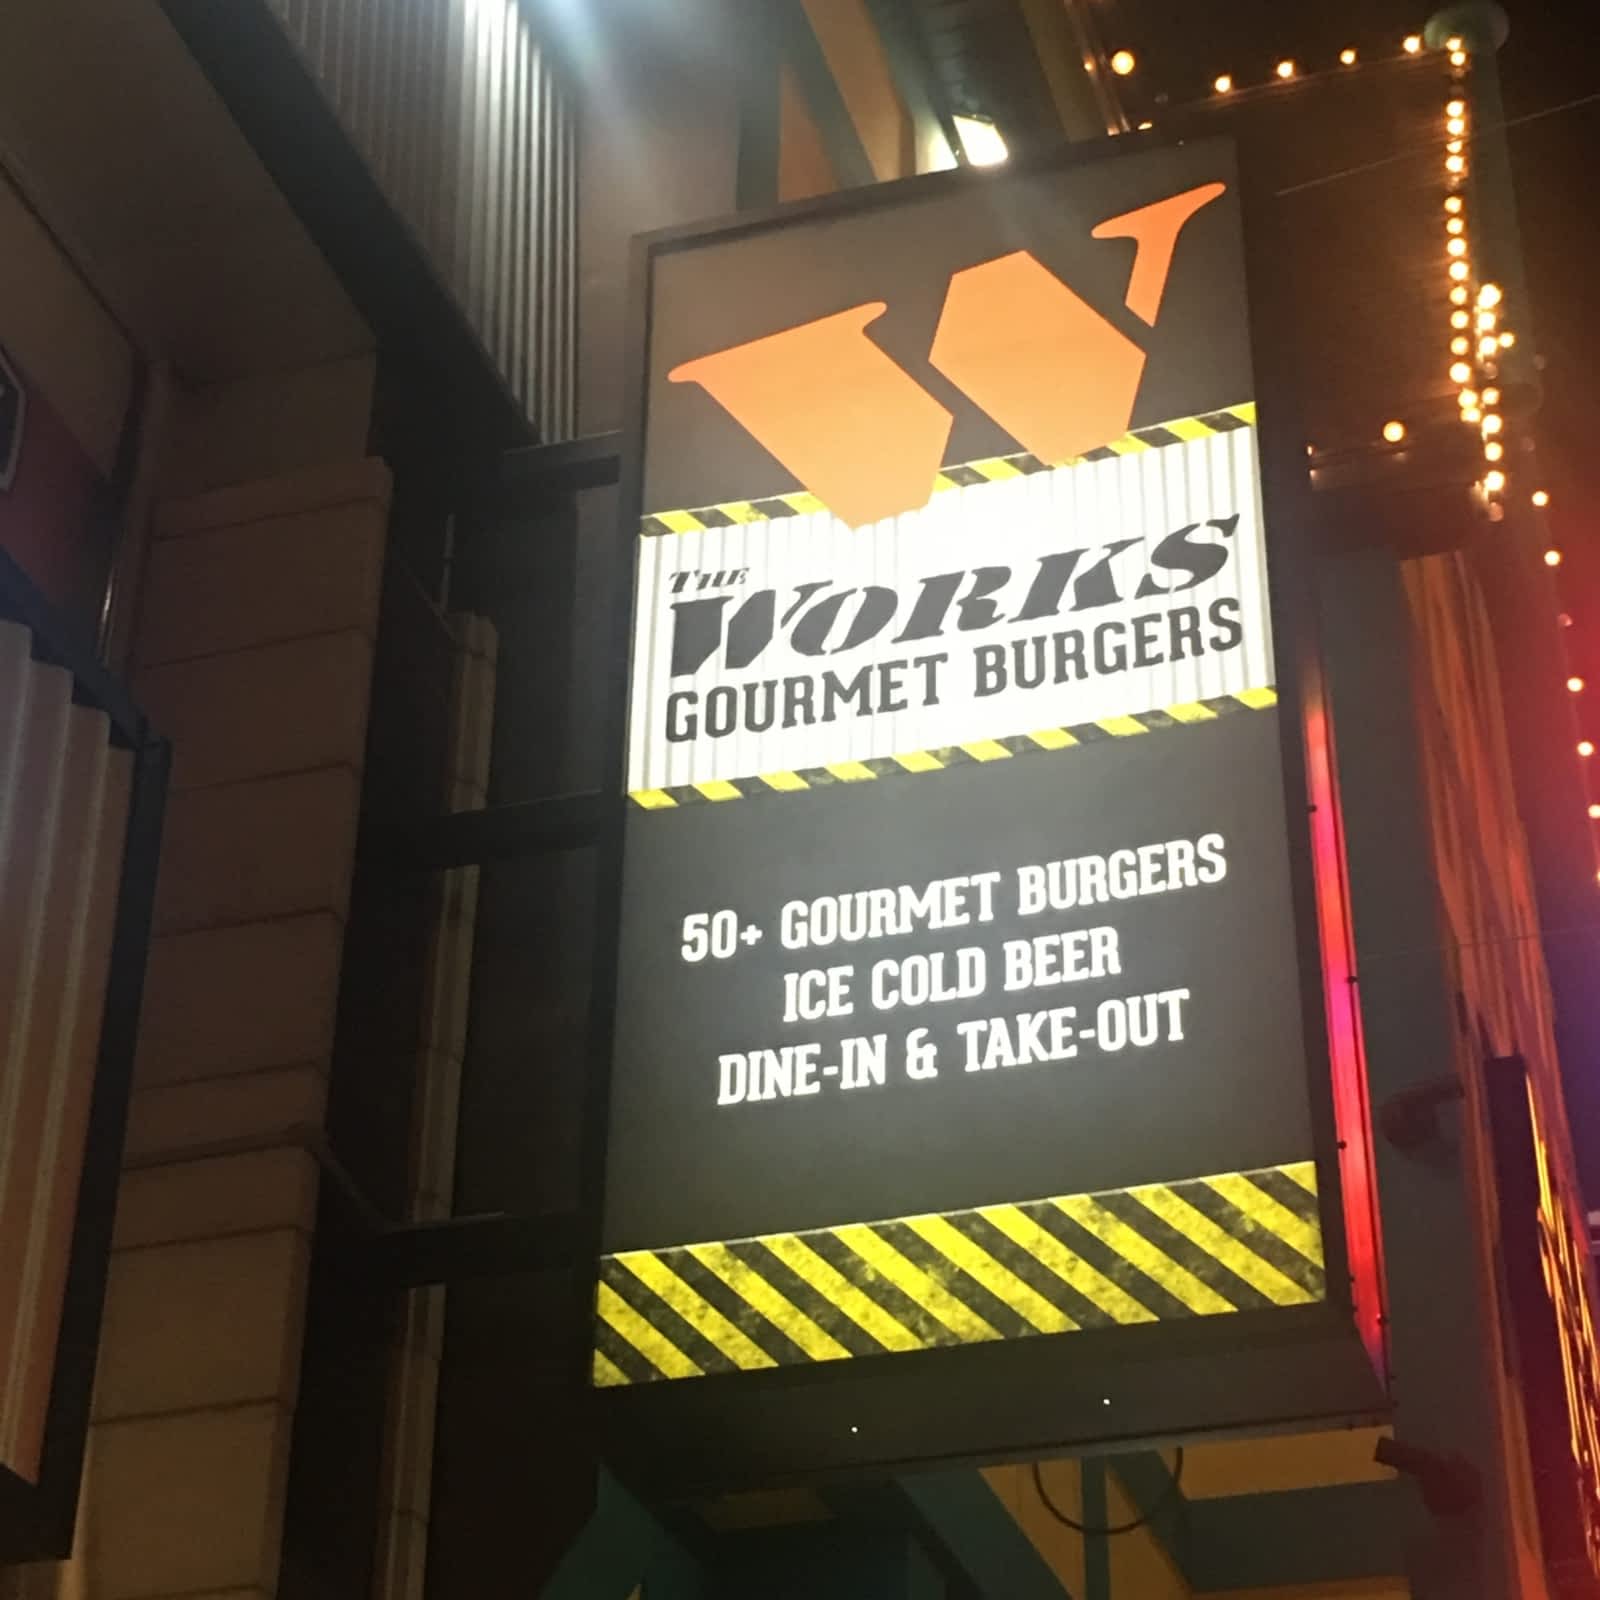 W
THE
WORKS
GOURMET BURGERS
50+ GOURMET BURGERS
ICE COLD BEER
DINE-IN & TAKE-OUT